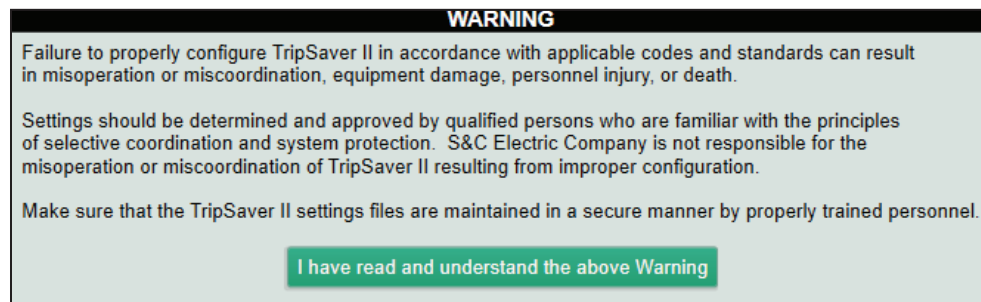 WARNING
Failure to properly configure TripSaver II in accordance with applicable codes and standards can result
in misoperation or miscoordination, equipment damage, personnel injury, or death.
Settings should be determined and approved by qualified persons who are familiar with the principles
of selective coordination and system protection.  S&C Electric Company is not responsible for the
misoperation or miscoordination of TripSaver II resulting from improper configuration.
Make sure that the TripSaver II settings files are maintained in a secure manner by properly trained personnel.
I have read and understand the above Warning